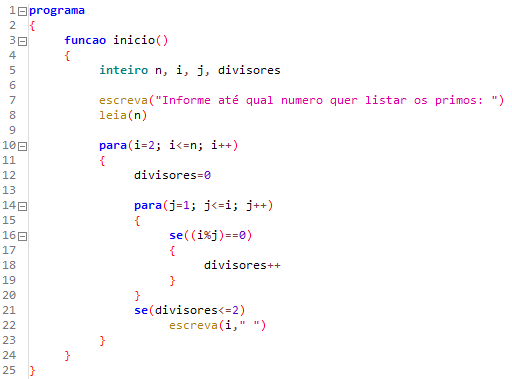 1 programa
2 {
3 funcao inicio()
4 {
5 inteiro n, i, j, divisores
6
7 escreva("Informe até qual numero quer listar os primos: ")
8 leia(n)
9
10 para(i=2; i<=n; i++)
11 {
12 divisores=0
13
14 para(j=1; j<=i; j++)
15 {
16 se((i%j)==0)
17 {
18 divisores++
19 }
20 }
21 se(divisores<=2)
22 escreva(i," ")
23 }
24 }
25 }